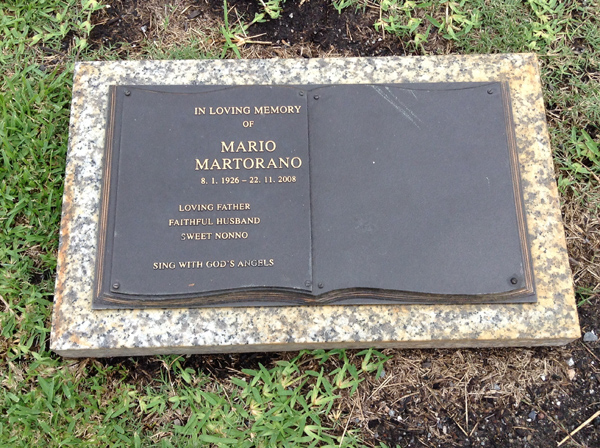 IN LOVING MEMORY
OF
MARIO
MARTORANO
8. 1. 1926 – 22. 11. 2008
LOVING FATHER
FAITHFUL HUSBAND
SWEET NONNO
SING WITH GOD'S ANGELS